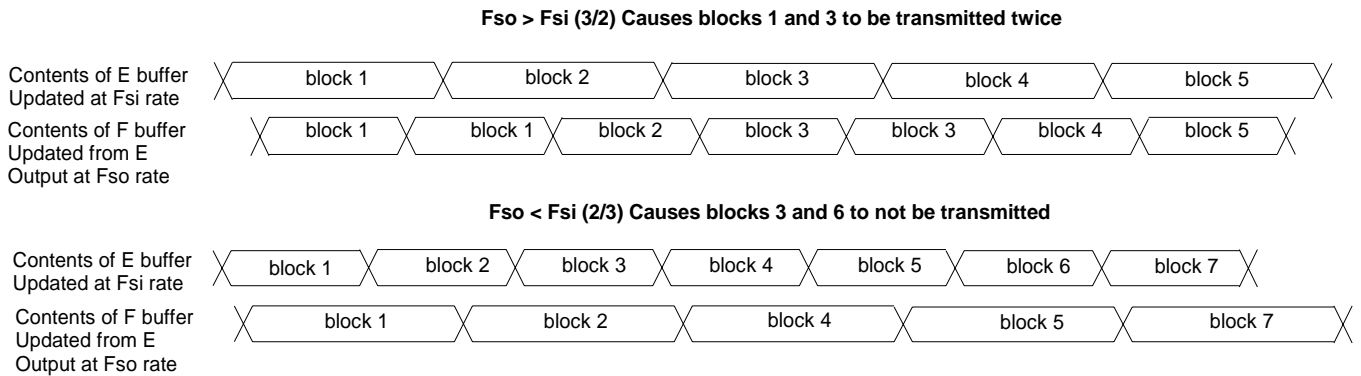 Fso > Fsi (3/2) Causes blocks 1 and 3 to be transmitted twice
Contents of E buffer
Updated at Fsi rate
block 1 block 2 block 3 block 4 block 5
Contents of F buffer
Updated from E
Output at Fso rate
block 1 block 1 block 2 block 3 block 3 block 4 block 5
Fso < Fsi (2/3) Causes blocks 3 and 6 to not be transmitted
Contents of E buffer
Updated at Fsi rate
block 1 block 2 block 3 block 4 block 5 block 6 block 7
Contents of F buffer
Updated from E
Output at Fso rate
block 1 block 2 block 4 block 5 block 7